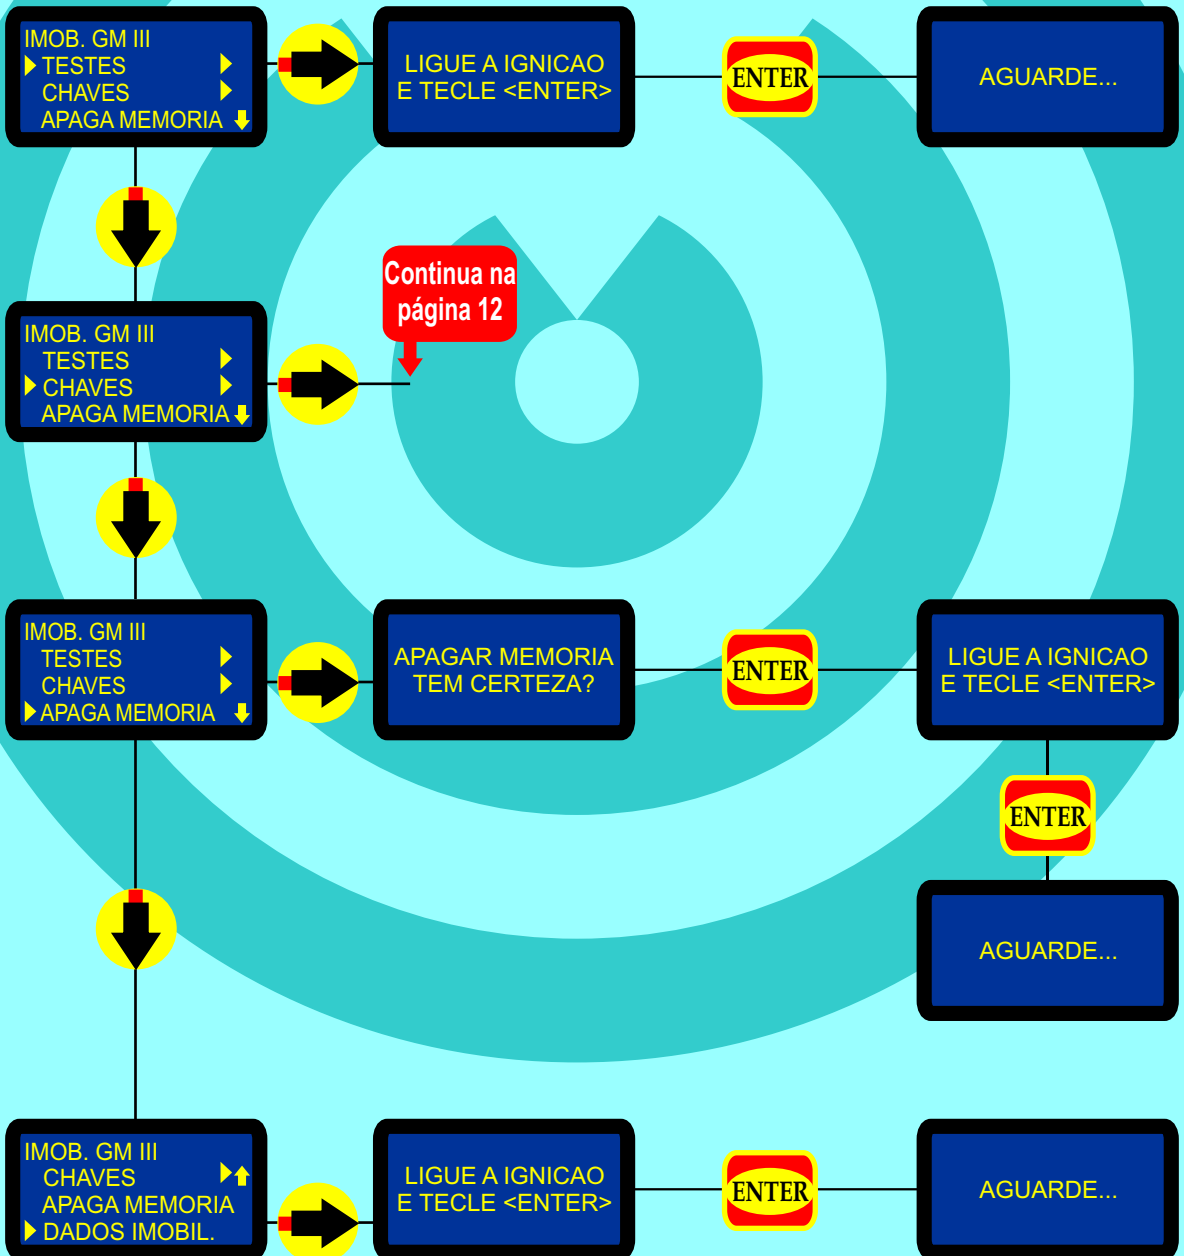 IMOB. GM III
TESTES
CHAVES
APAGA MEMORIA
LIGUE A IGNICAO
E TECLE <ENTER>
ENTER
AGUARDE...
Continua na
página 12
IMOB. GM III
TESTES
CHAVES
APAGA MEMORIA
IMOB. GM III
TESTES
CHAVES
APAGA MEMORIA
APAGAR MEMORIA
TEM CERTEZA?
ENTER
LIGUE A IGNICAO
E TECLE <ENTER>
ENTER
AGUARDE...
IMOB. GM III
CHAVES
APAGA MEMORIA
DADOS IMOBIL.
LIGUE A IGNICAO
E TECLE <ENTER>
ENTER
AGUARDE...